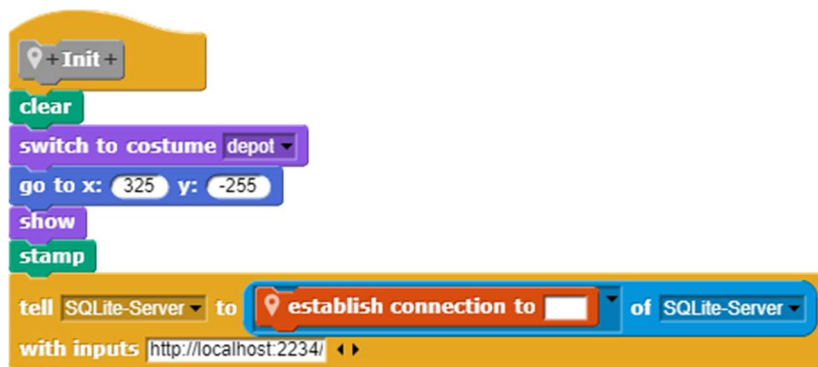 +Init+
clear
switch to costume depot
go to x: 325 y: -255
show
stamp
tell SQLite-Server to establish connection to of SQLite-Server
with inputs http://localhost:2234/